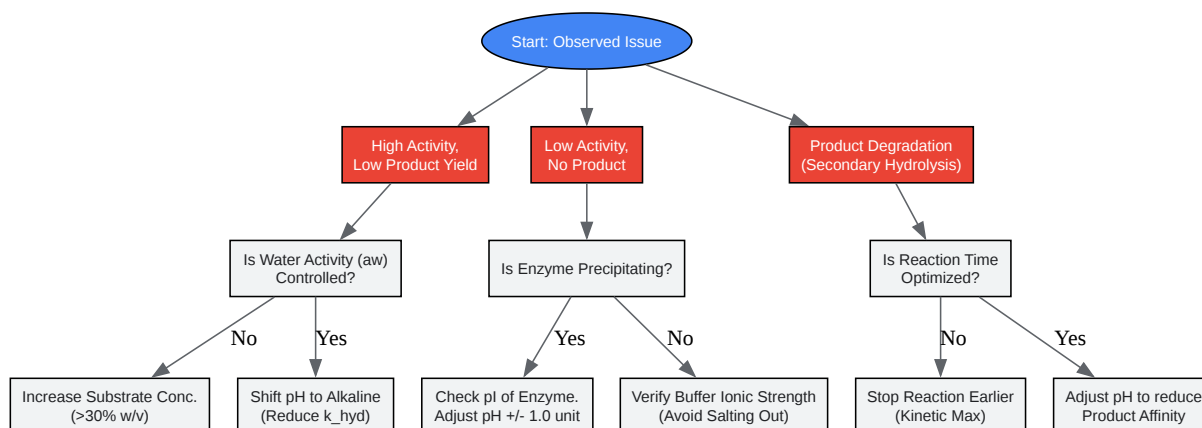 Start: Observed Issue
High Activity,
Low Product Yield
Low Activity,
No Product
Product Degradation
(Secondary Hydrolysis)
Is Water Activity (aw)
Controlled?
Is Enzyme Precipitating?
Is Reaction Time
Optimized?
No
Yes
Yes
No
No
Yes
Increase Substrate Conc.
(>30% w/v)
Shift pH to Alkaline
(Reduce k_hyd)
Check pI of Enzyme.
Adjust pH +/- 1.0 unit
Verify Buffer Ionic Strength
(Avoid Salting Out)
Stop Reaction Earlier
(Kinetic Max)
Adjust pH to reduce
Product Affinity